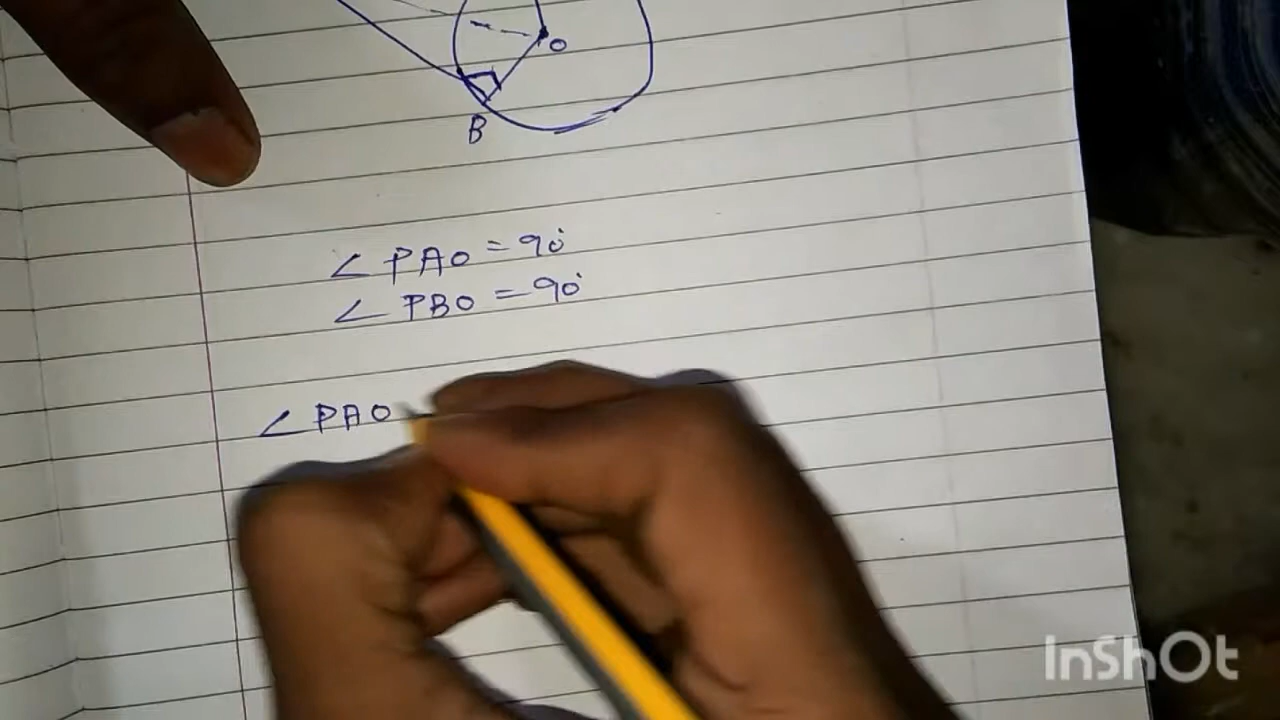 O
B
∠ PAO = 90°
∠ PBO = 90°
∠ PAO
InShOt